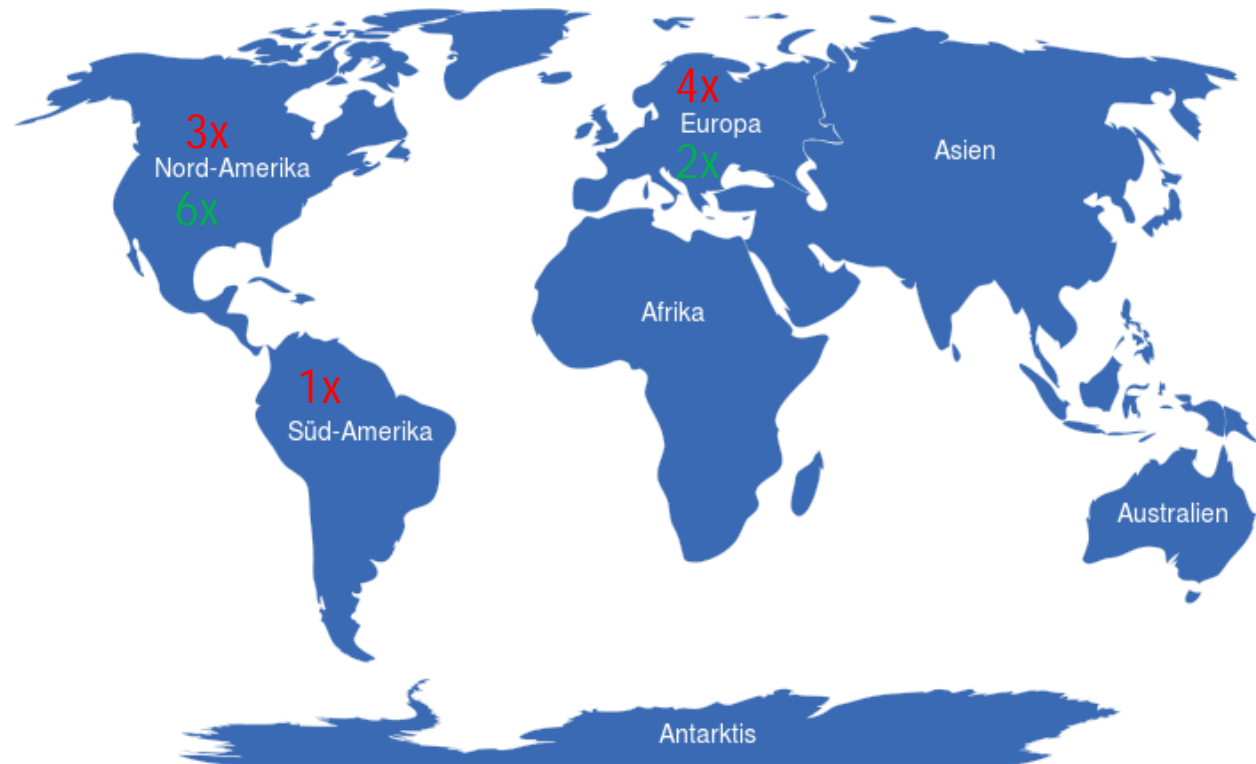 4x
3x
Europa
Asien
Nord-Amerika
2x
6x
Afrika
1x
Süd-Amerika
Australien
Antarktis